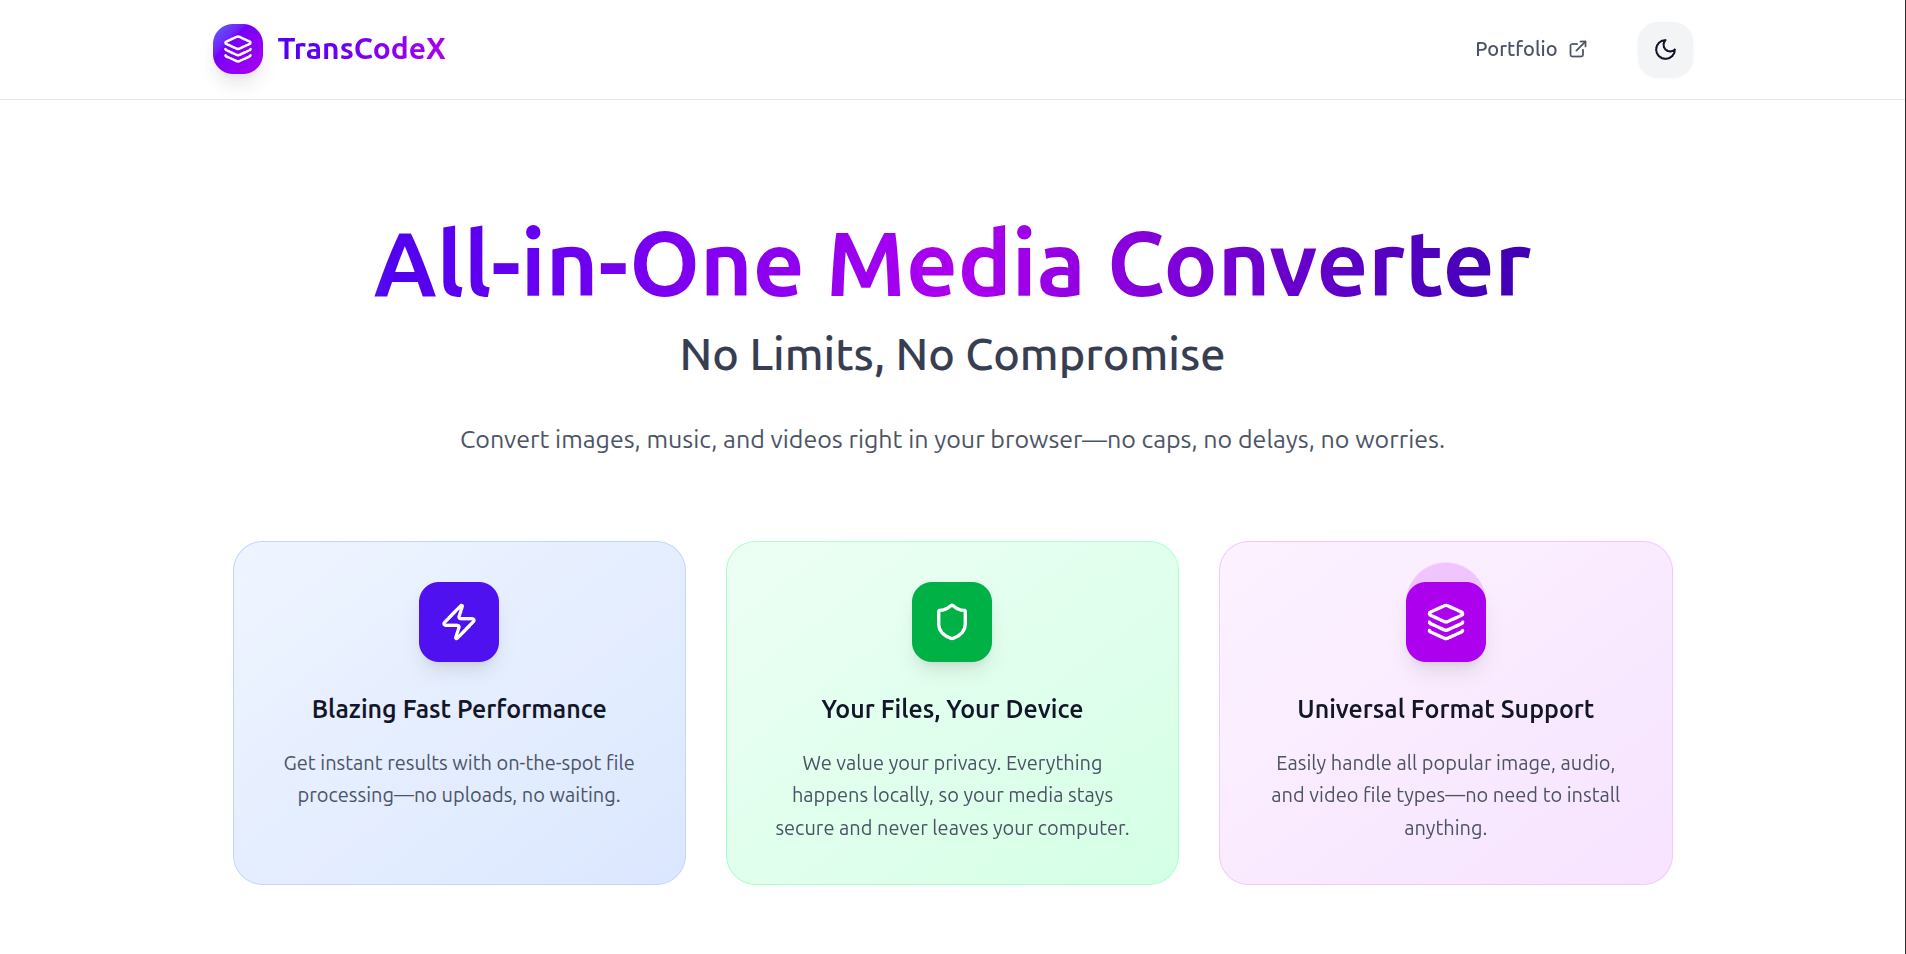 TransCodeX
Portfolio
All-in-One Media Converter
No Limits, No Compromise
Convert images, music, and videos right in your browser—no caps, no delays, no worries.
Blazing Fast Performance
Get instant results with on-the-spot file
processing—no uploads, no waiting.
Your Files, Your Device
We value your privacy. Everything
happens locally, so your media stays
secure and never leaves your computer.
Universal Format Support
Easily handle all popular image, audio,
and video file types—no need to install
anything.